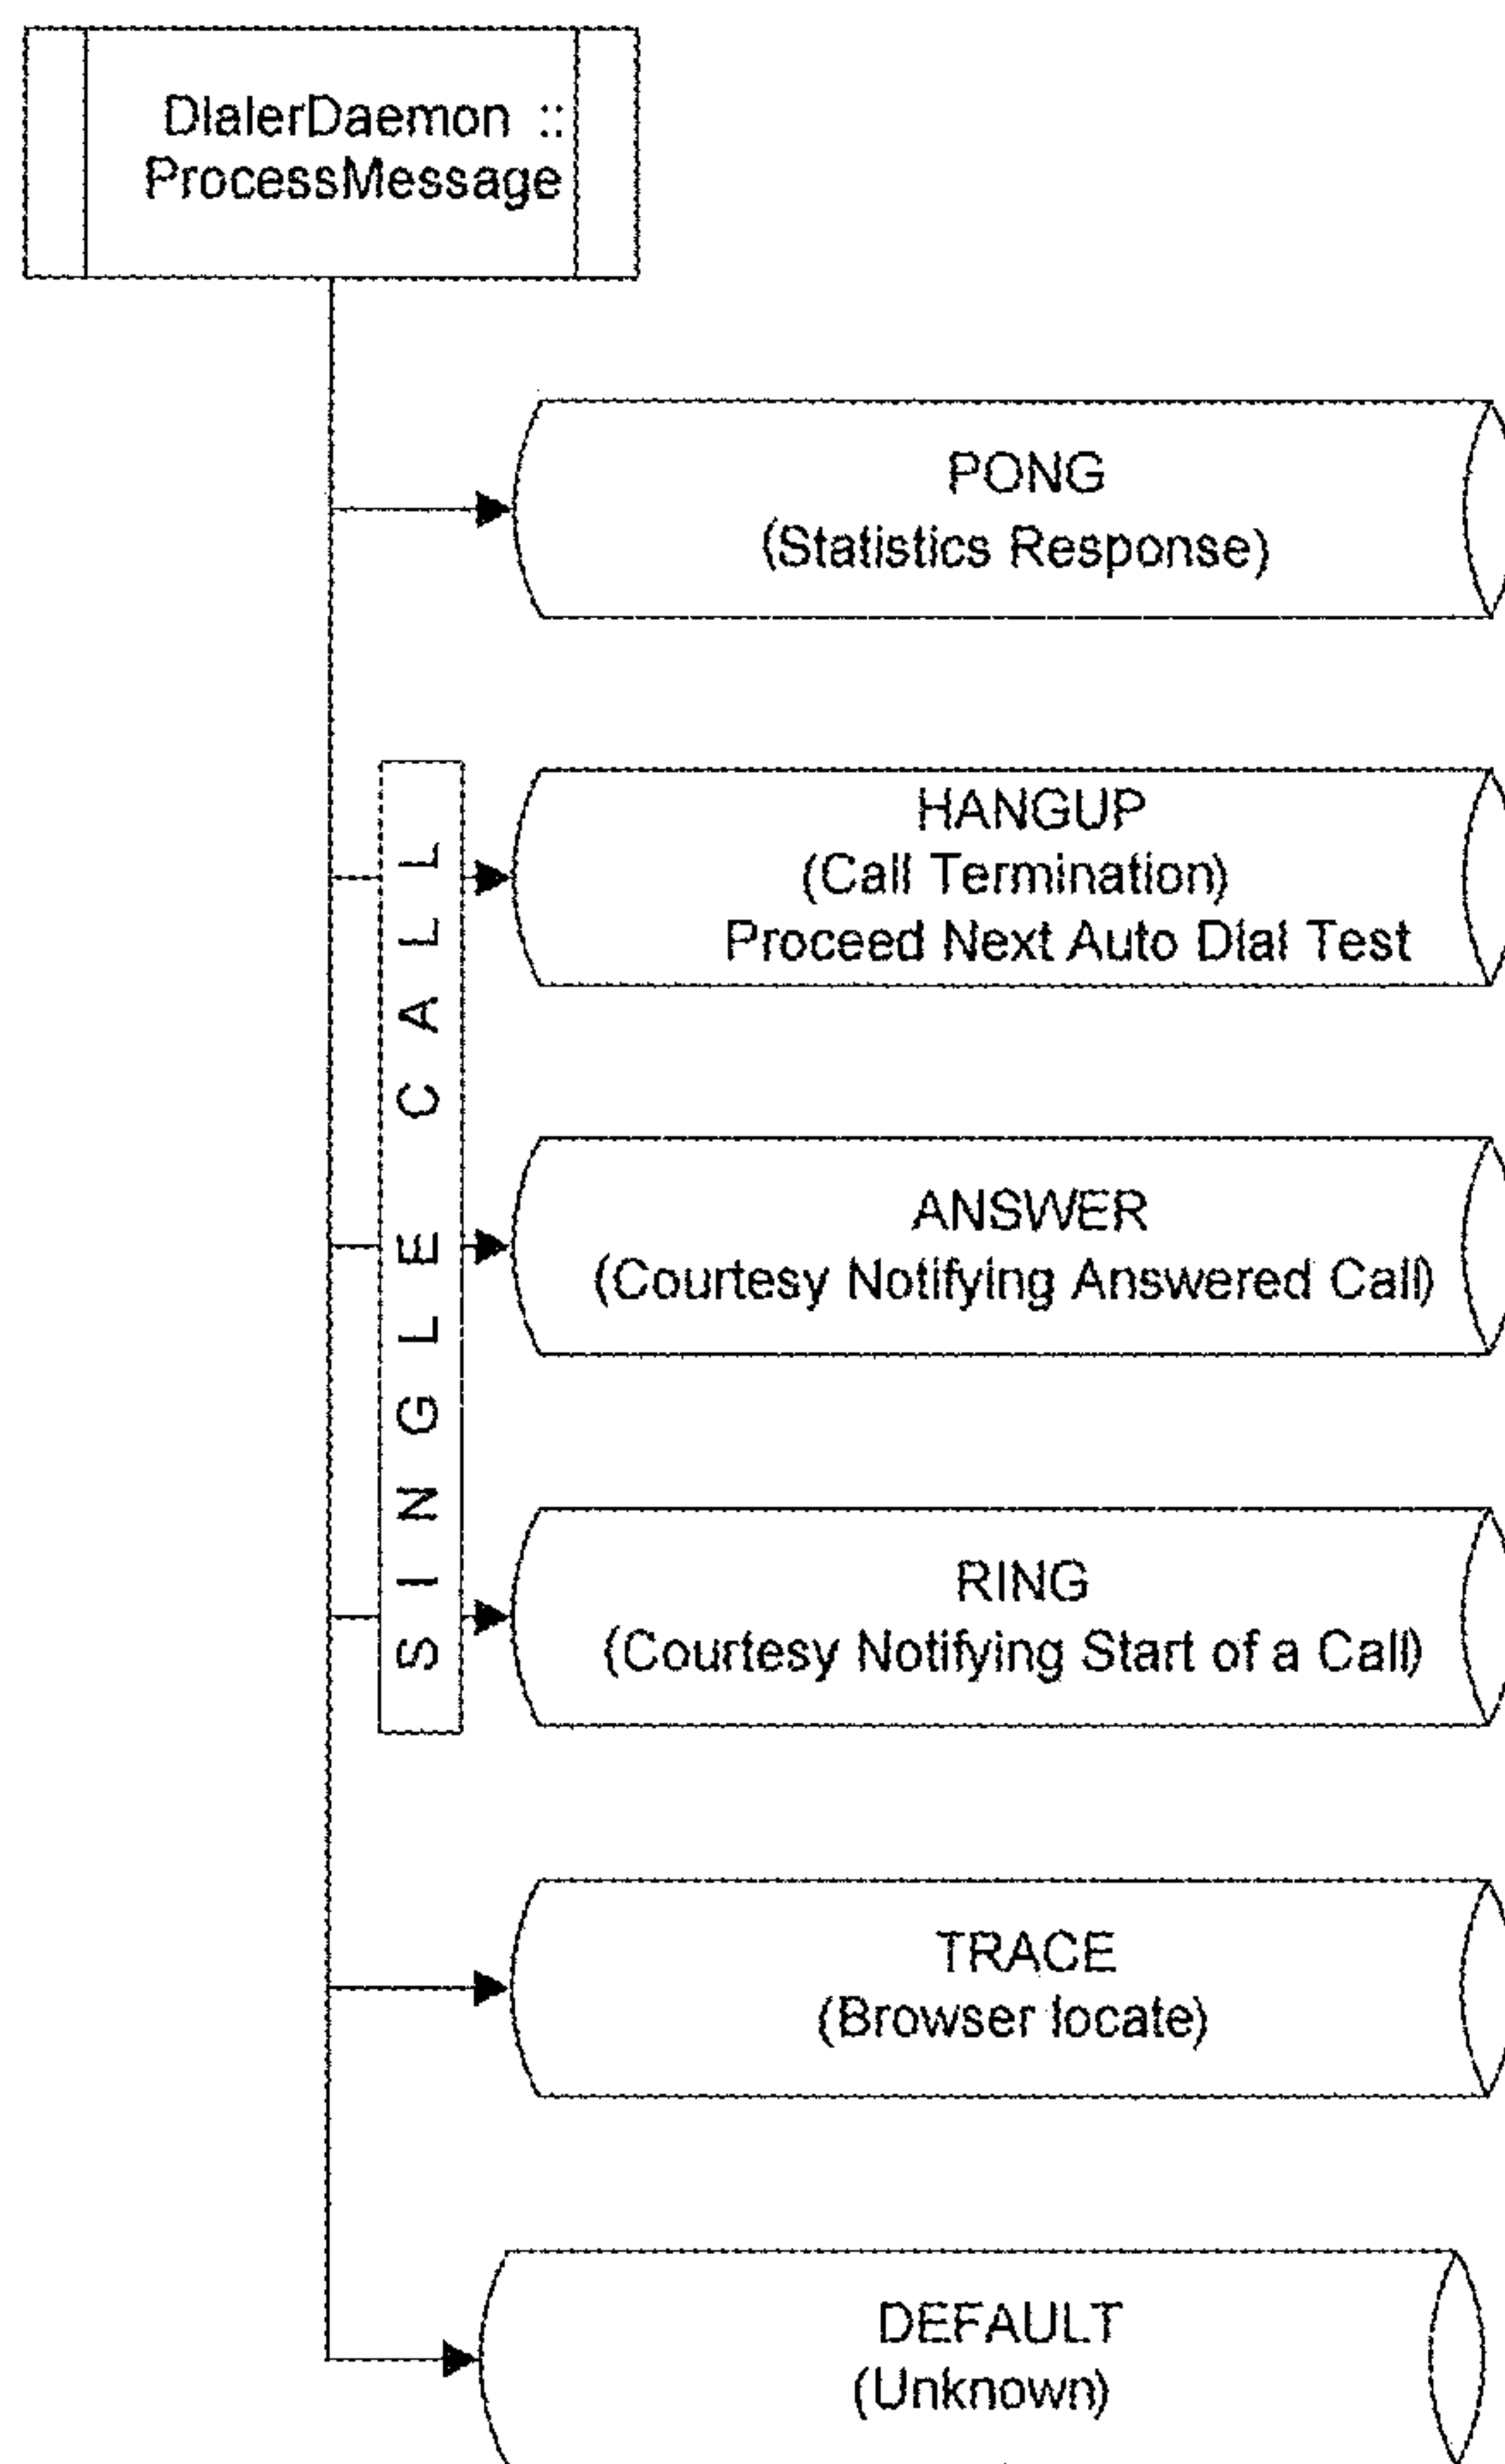 DialerDaemon ::
ProcessMessage
PONG
(Statistics Response)
SINGLE CALL
HANGUP
(Call Termination)
Proceed Next Auto Dial Test
ANSWER
(Courtesy Notifying Answered Call)
RING
(Courtesy Notifying Start of a Call)
TRACE
(Browser locate)
DEFAULT
(Unknown)